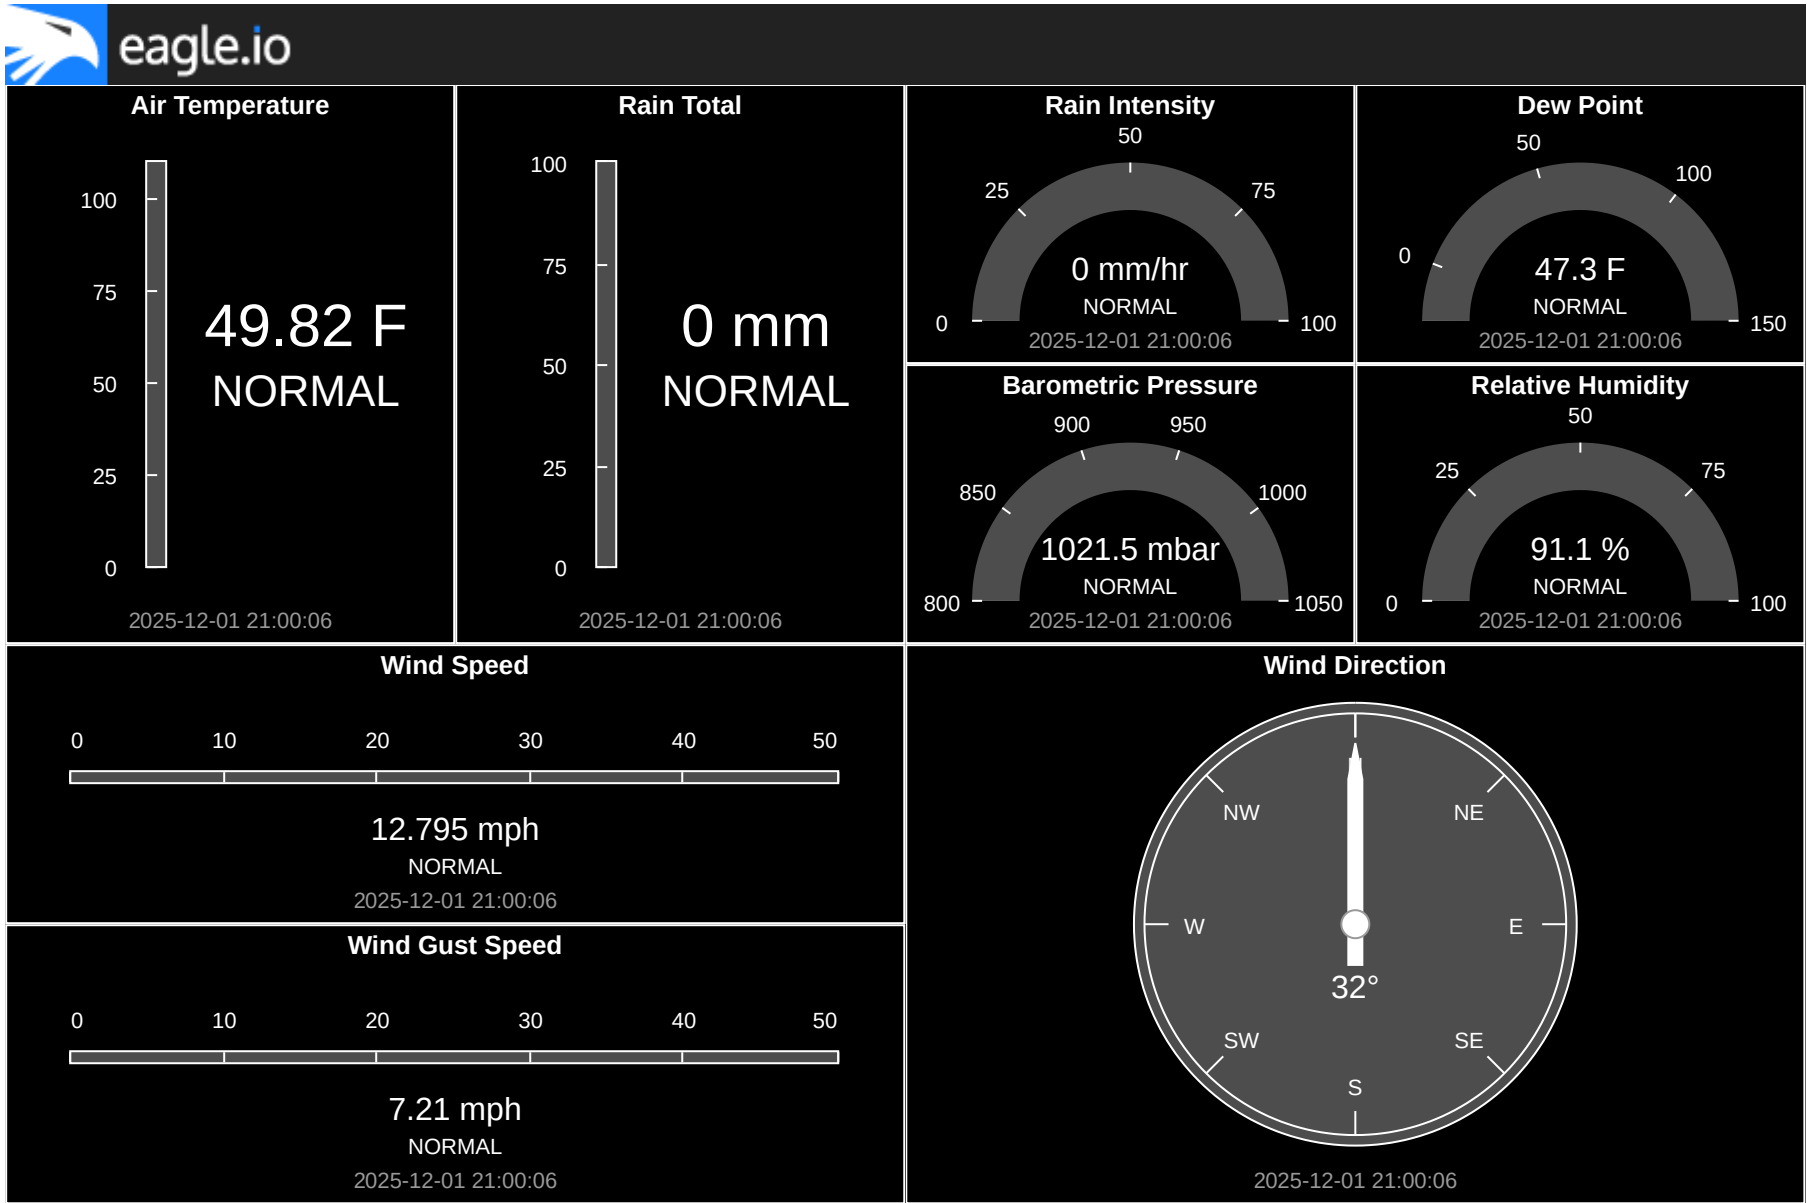 eagle.io
Air Temperature
100
75
50
25
0
49.82 F
NORMAL
2025-12-01 21:00:06
Rain Total
100
75
50
25
0
0 mm
NORMAL
2025-12-01 21:00:06
Rain Intensity
50
25
75
0
100
0 mm/hr
NORMAL
2025-12-01 21:00:06
Dew Point
50
100
0
150
47.3 F
NORMAL
2025-12-01 21:00:06
Barometric Pressure
900
950
850
1000
800
1050
1021.5 mbar
NORMAL
2025-12-01 21:00:06
Relative Humidity
50
25
75
0
100
91.1 %
NORMAL
2025-12-01 21:00:06
Wind Speed
0 10 20 30 40 50
12.795 mph
NORMAL
2025-12-01 21:00:06
Wind Gust Speed
0 10 20 30 40 50
7.21 mph
NORMAL
2025-12-01 21:00:06
Wind Direction
NW NE
W E
32°
SW SE
S
2025-12-01 21:00:06